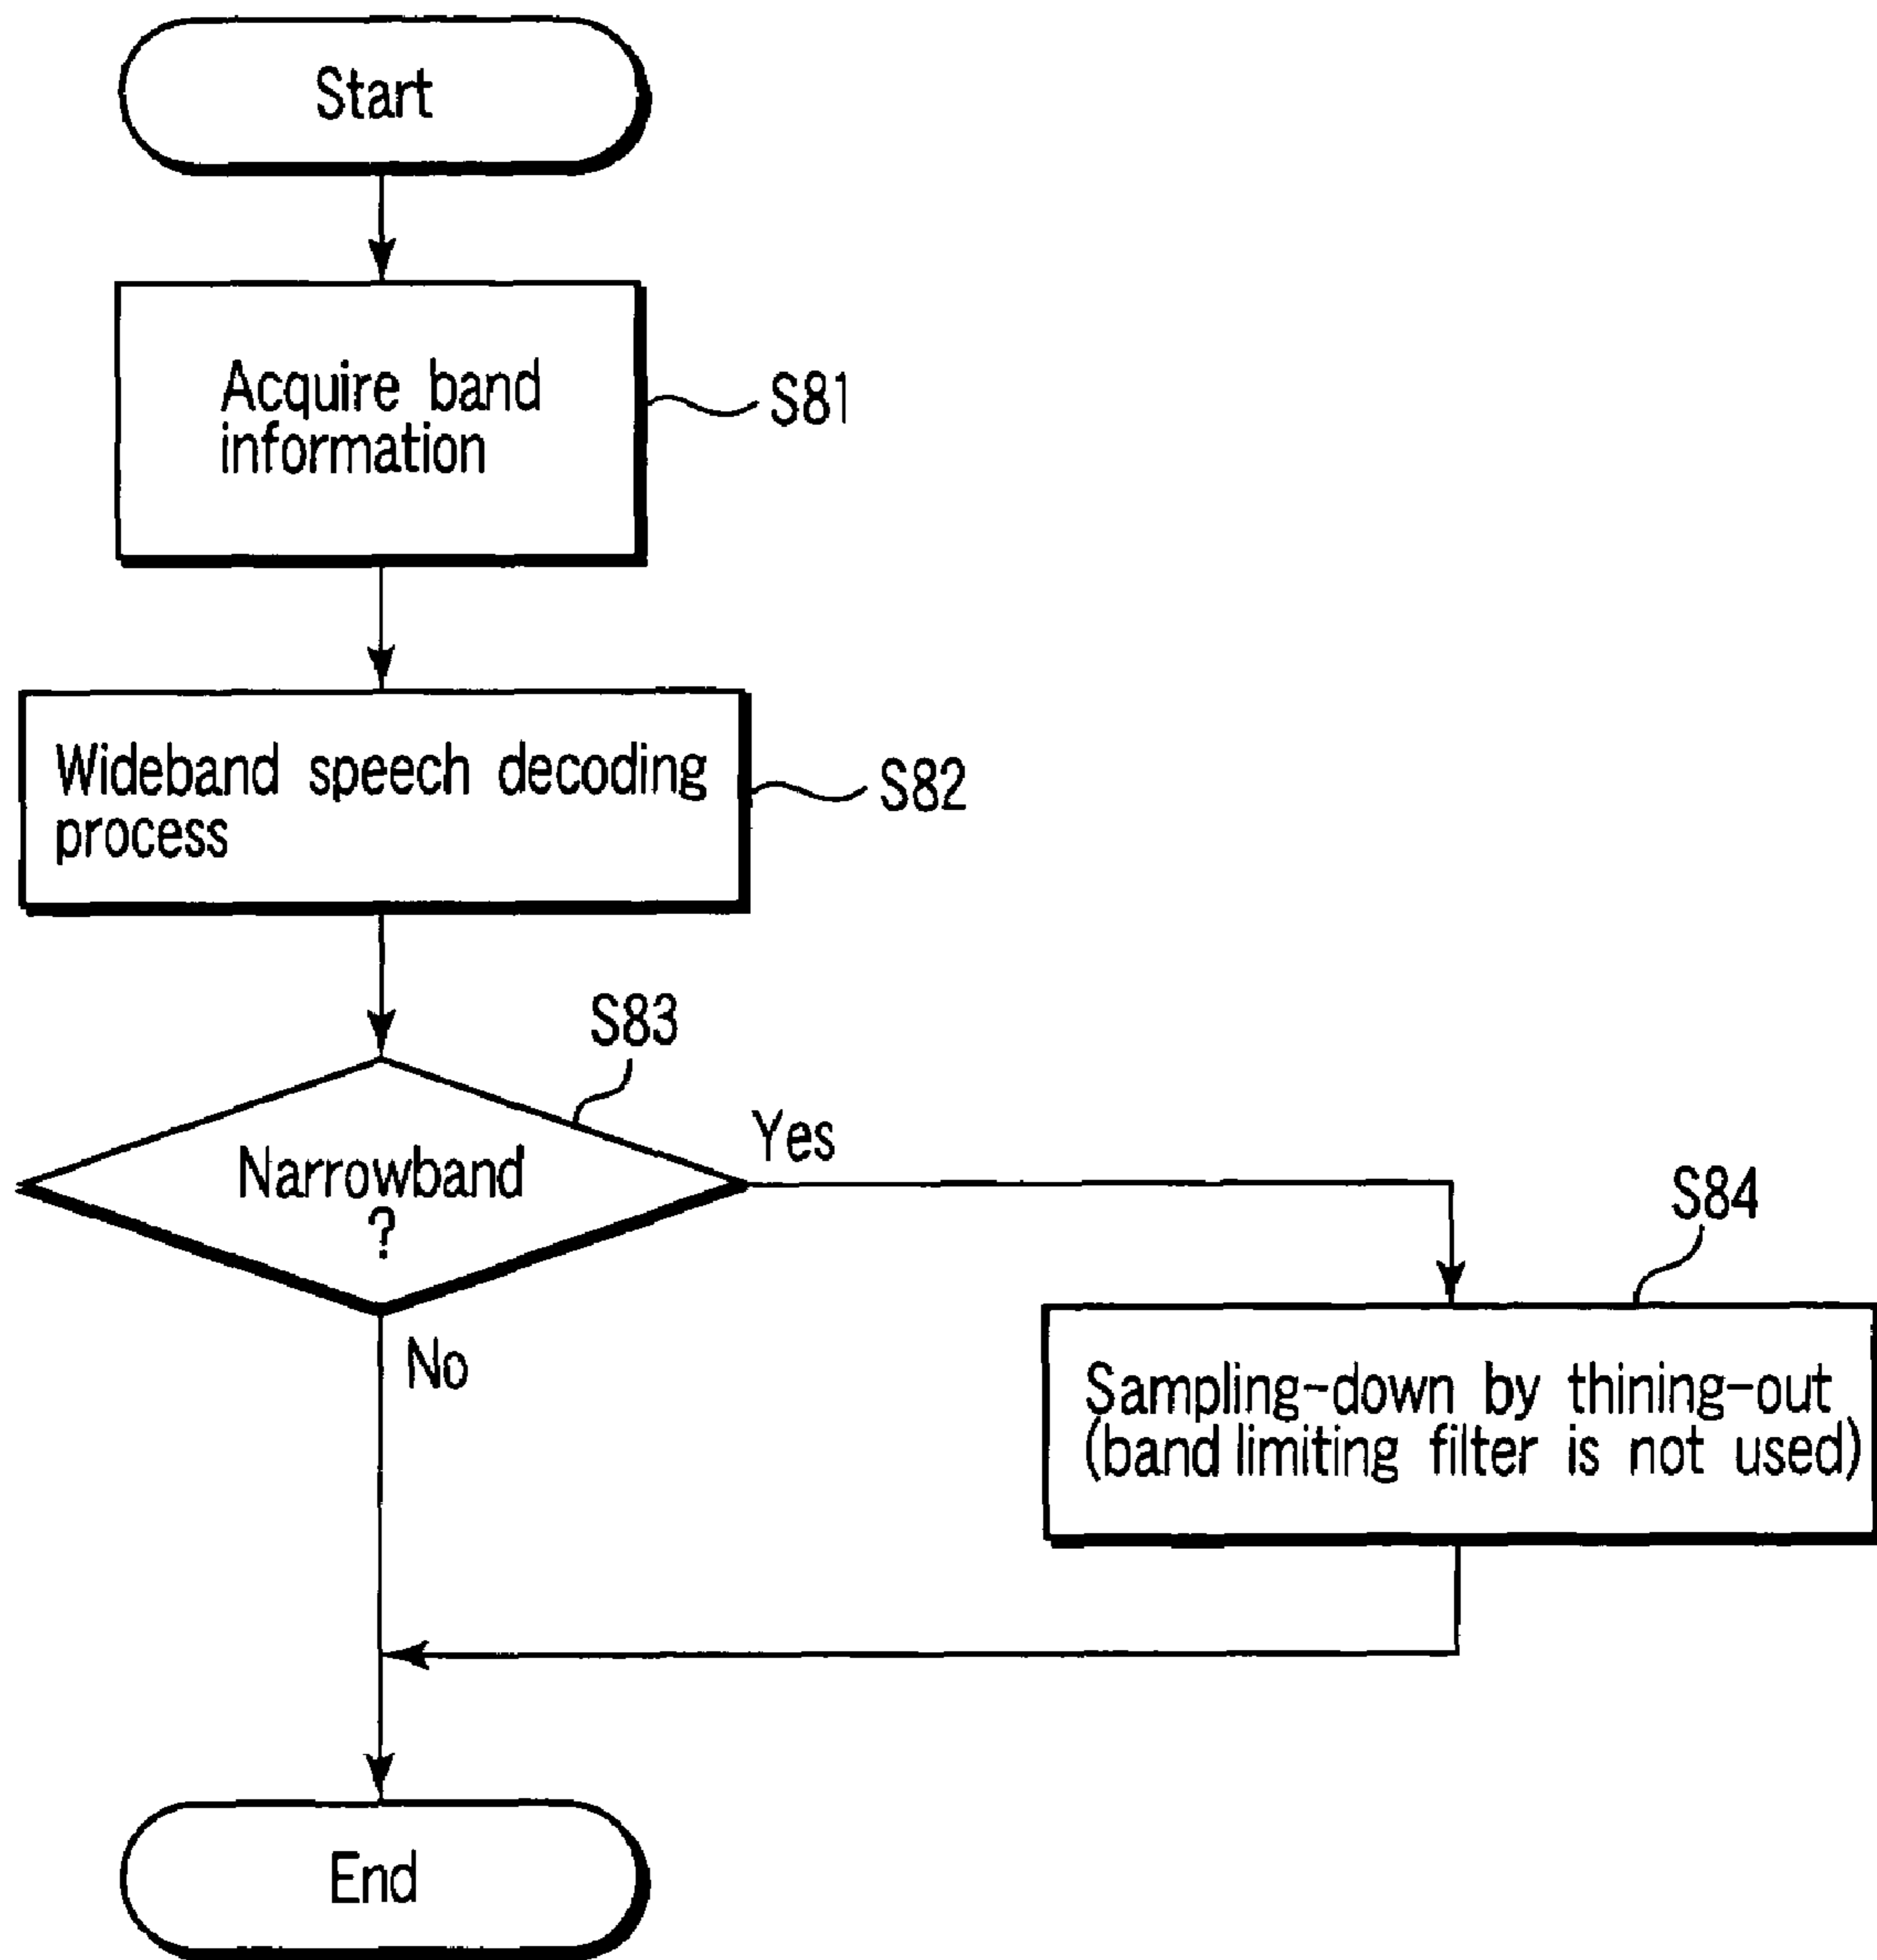 Start
Acquire band
information
S81
Wideband speech decoding
process
S82
S83
Narrowband
?
Yes
No
S84
Sampling-down by thining-out
(band limiting filter is not used)
End